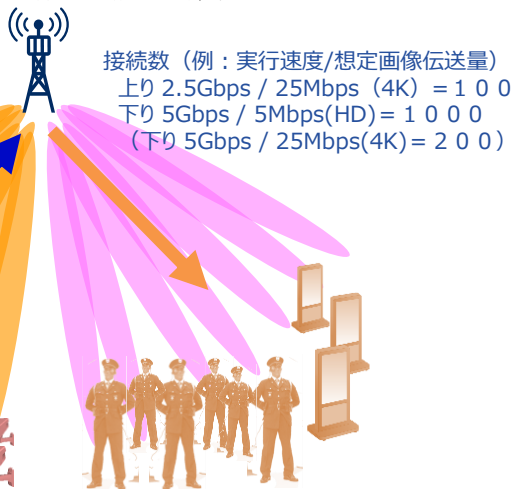 接続数（例：実行速度/想定画像伝送量）
上り 2.5Gbps / 25Mbps（4K）＝１００
下り 5Gbps / 5Mbps(HD)＝１０００
（下り 5Gbps / 25Mbps(4K)＝２００）